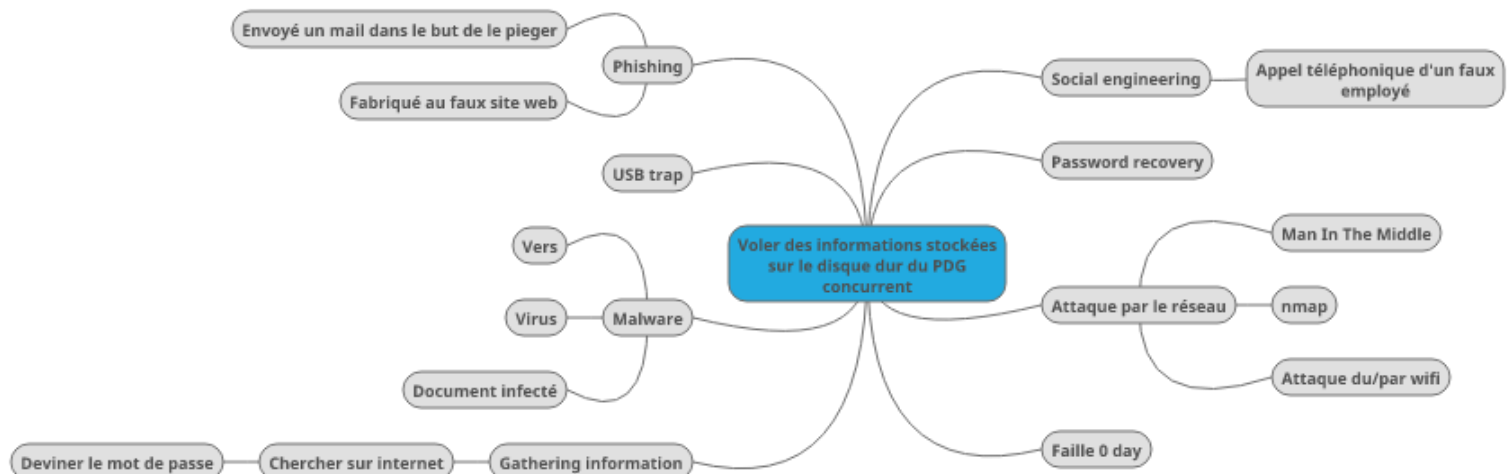 Envoyé un mail dans le but de le pieger
Phishing
Fabriqué au faux site web
USB trap
Vers
Virus
Malware
Document infecté
Deviner le mot de passe
Chercher sur internet
Gathering information
Voler des informations stockées
sur le disque dur du PDG
concurrent
Social engineering
Appel téléphonique d'un faux
employé
Password recovery
Man In The Middle
Attaque par le réseau
nmap
Attaque du/par wifi
Faille 0 day